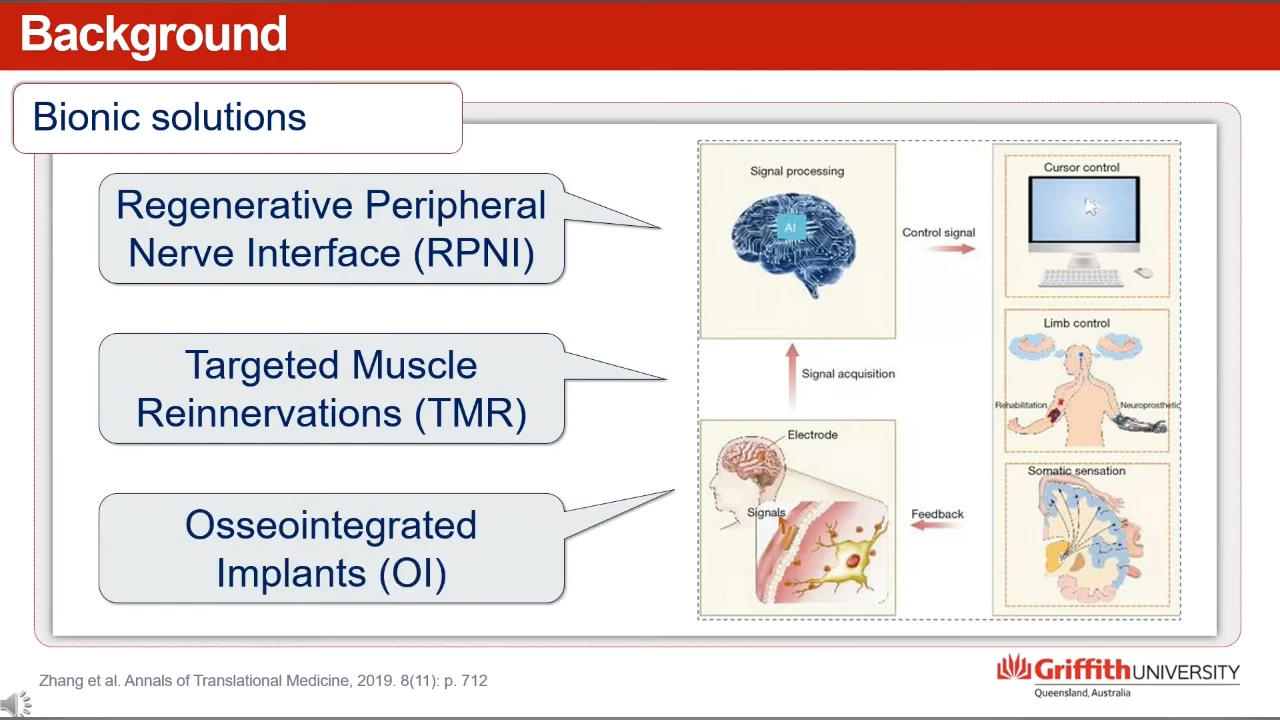 Background
Bionic solutions
Regenerative Peripheral
Nerve Interface (RPNI)
Targeted Muscle
Reinnervations (TMR)
Osseointegrated
Implants (OI)
Signal processing
AI
Control signal
Cursor control
Signal acquisition
Limb control
Rehabilitation
Neuroprosthetic
Electrode
Signals
Feedback
Somatic sensation
Zhang et al. Annals of Translational Medicine, 2019. 8(11): p. 712
Griffith UNIVERSITY
Queensland, Australia